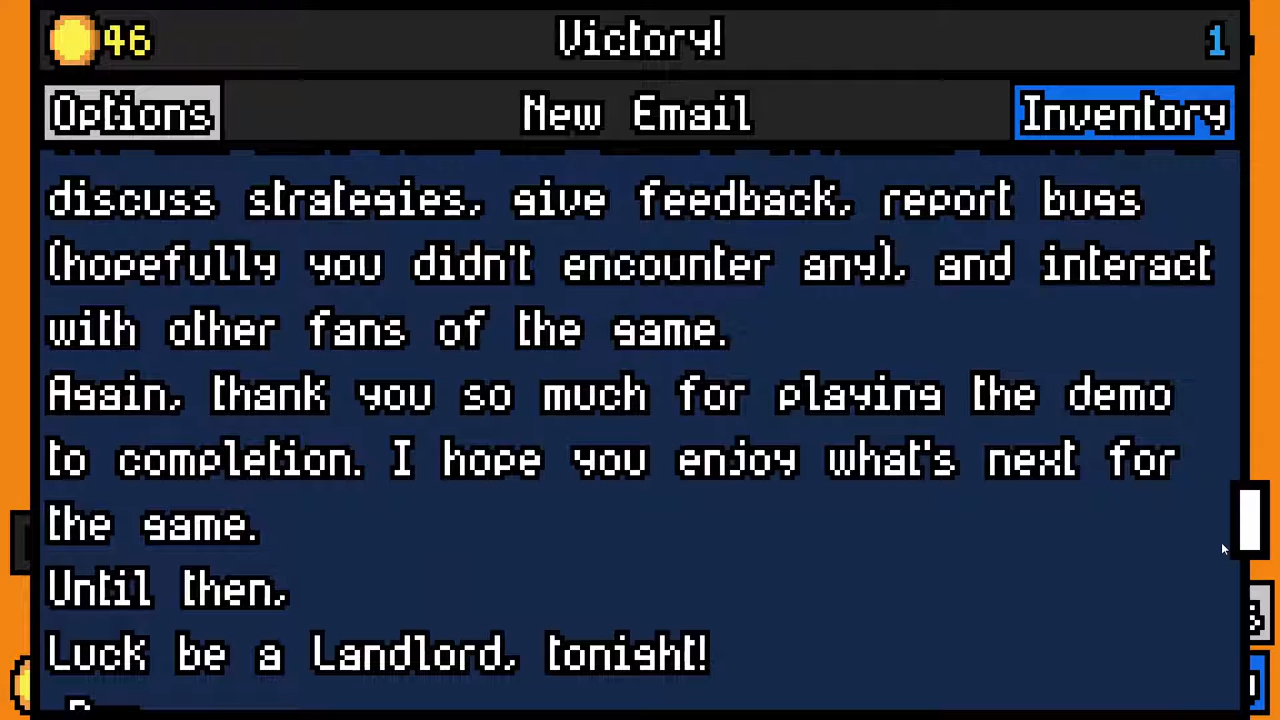 46 Victory! 1
Options New Email Inventory
discuss strategies, give feedback, report bugs
(hopefully you didn't encounter any), and interact
with other fans of the game.
Again, thank you so much for playing the demo
to completion. I hope you enjoy what's next for
the game.
Until then,
Luck be a Landlord, tonight!